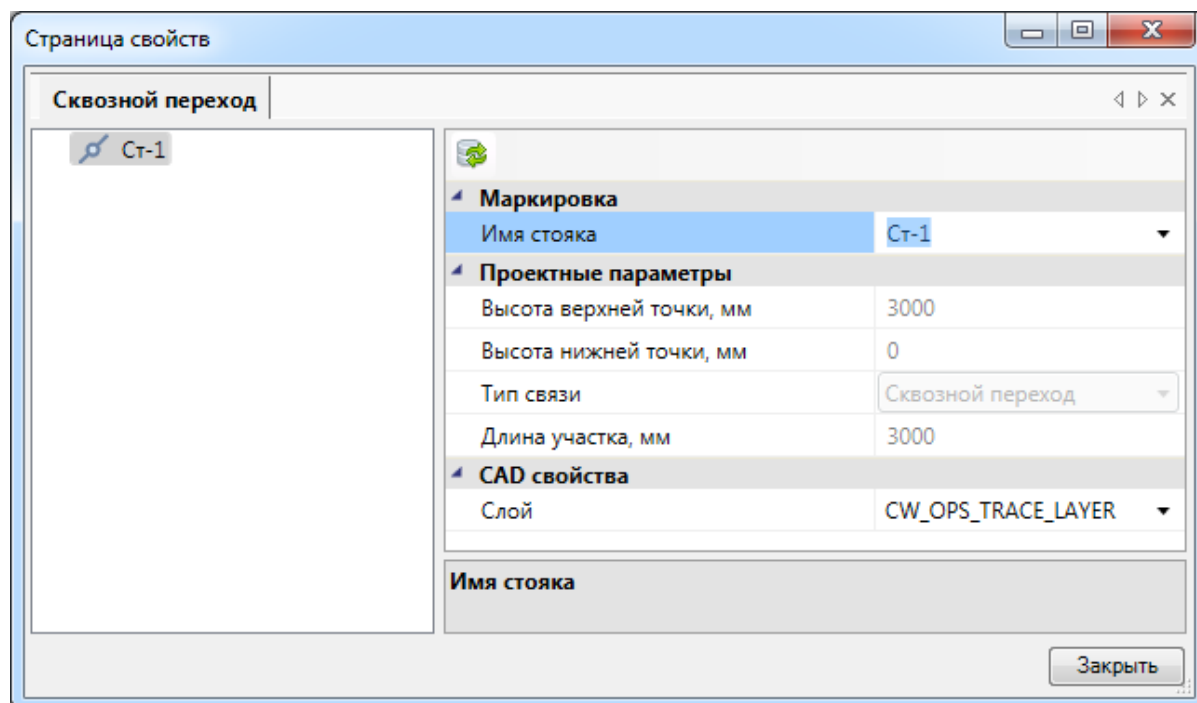 Страница свойств
Сквозной переход
Ст-1
Маркировка
Имя стояка Ст-1
Проектные параметры
Высота верхней точки, мм 3000
Высота нижней точки, мм 0
Тип связи Сквозной переход
Длина участка, мм 3000
CAD свойства
Слой CW_OPS_TRACE_LAYER
Имя стояка
Закрыть